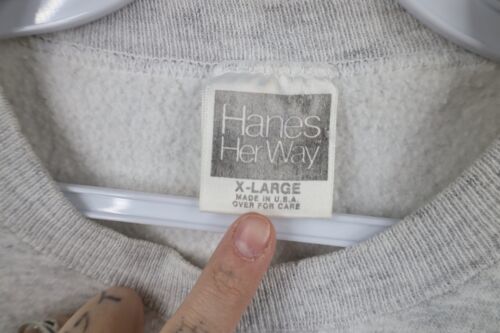 Hanes
Her Way
X-LARGE
MADE IN U.S.A.
OVER FOR CARE